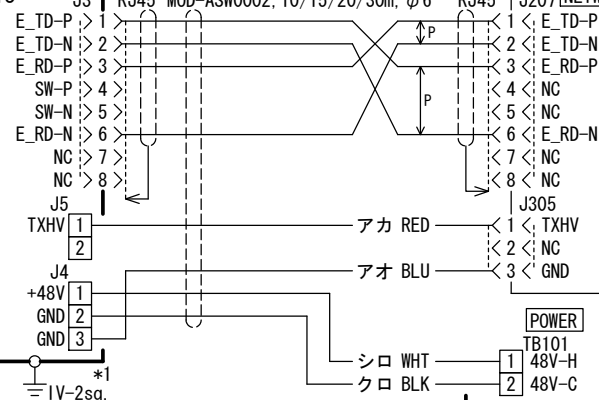 J3 RJ45 MOD-ASW0002, 10/15/20/30m, φ6 RJ45 J207
E_TD-P 1 1 E_TD-P
E_TD-N 2 P 2 E_TD-N
E_RD-P 3 3 E_RD-P
SW-P 4 P 4 NC
SW-N 5 5 NC
E_RD-N 6 6 E_RD-N
NC 7 7 NC
NC 8 8 NC
J5 J305
TXHV 1 アカ RED 1 TXHV
2 2 NC
J4 アオ BLU 3 GND
+48V 1
GND 2 POWER
GND 3 TB101
*1 シロ WHT 1 48V-H
IV-2sq. クロ BLK 2 48V-C